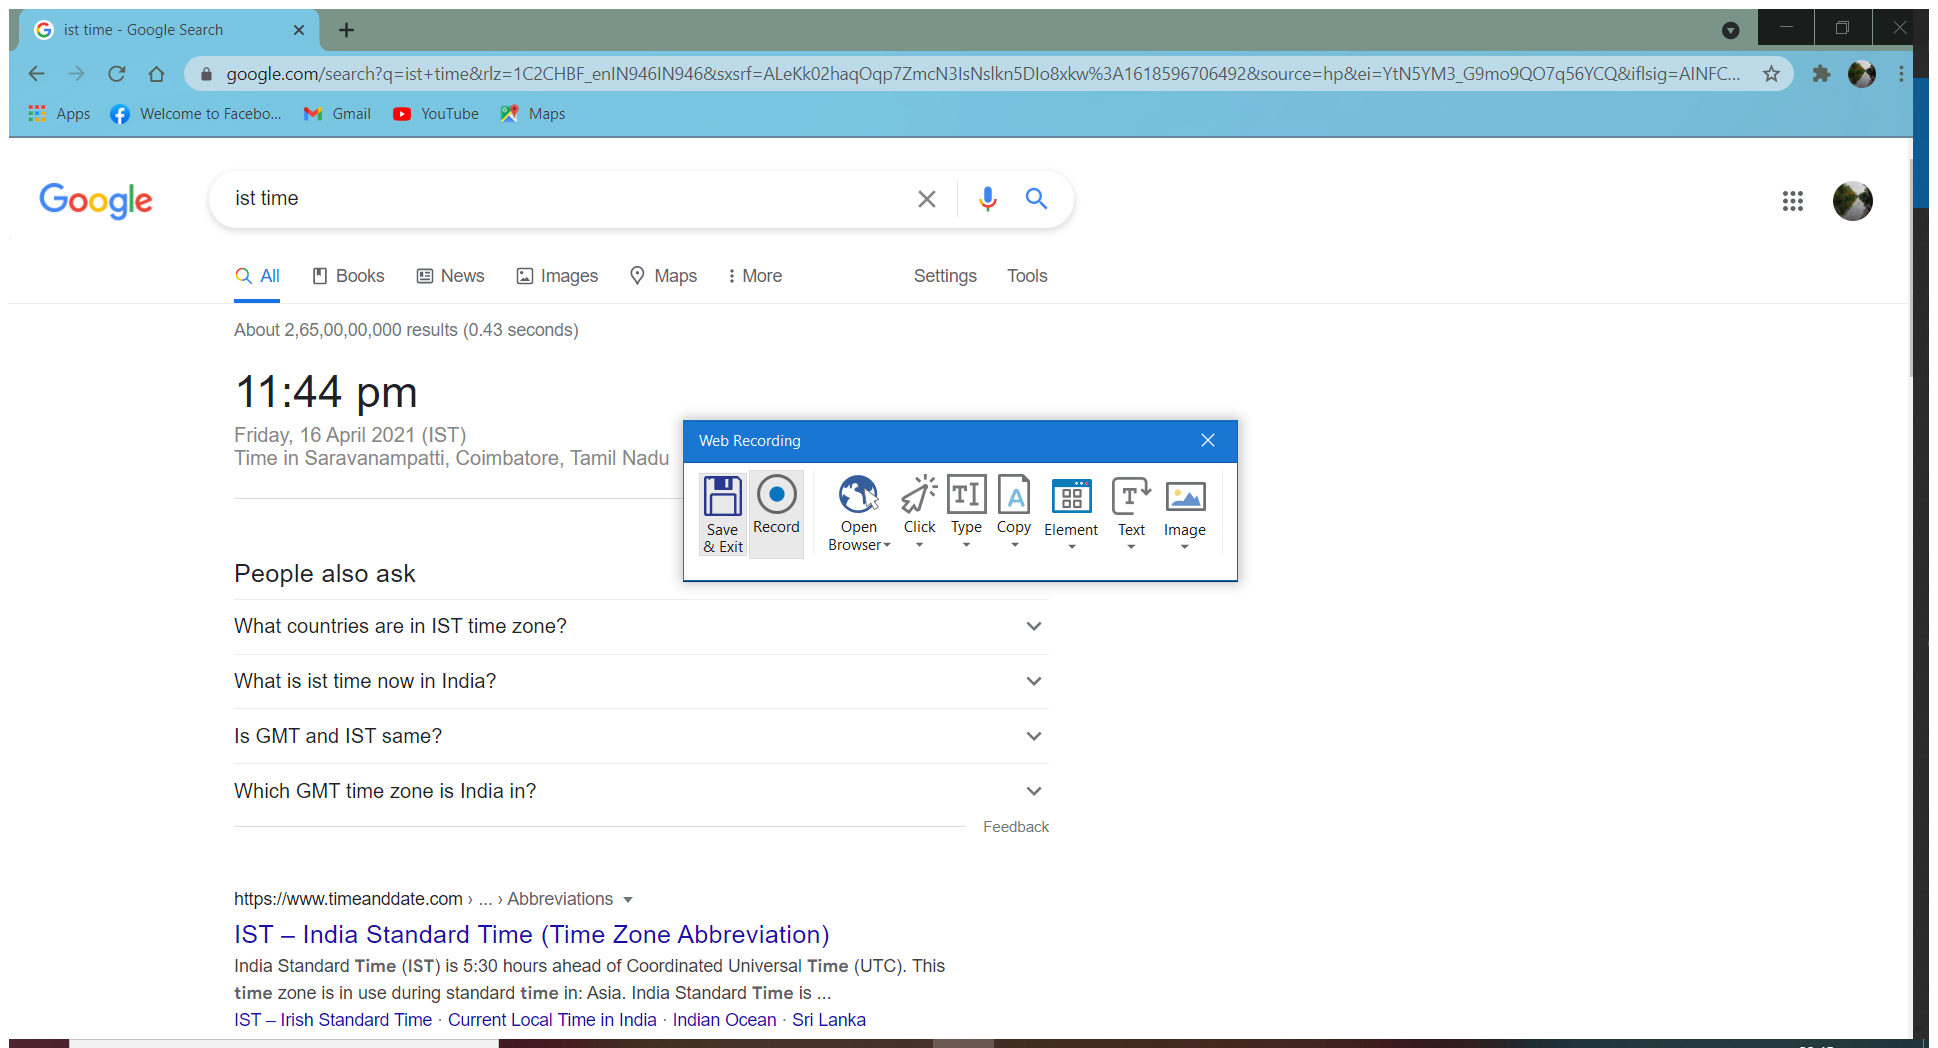 ist time - Google Search
google.com/search?q=ist+time&rlz=1C2CHBF_enIN946IN946&sxsrf=ALeKk02haqOqp7ZmcN3IsNslkn5DIo8xkw%3A1618596706492&source=hp&ei=YtN5YM3_G9mo9QO7q56YCQ&iflsig=AINFC...
Apps Welcome to Facebo... Gmail YouTube Maps
Google ist time
All Books News Images Maps More Settings Tools
About 2,65,00,00,000 results (0.43 seconds)
11:44 pm
Friday, 16 April 2021 (IST)
Time in Saravanampatti, Coimbatore, Tamil Nadu
Web Recording
Save & Exit
Record
Open Browser
Click
Type
Copy
Element
Text
Image
People also ask
What countries are in IST time zone?
What is ist time now in India?
Is GMT and IST same?
Which GMT time zone is India in?
Feedback
https://www.timeanddate.com › ... › Abbreviations
IST – India Standard Time (Time Zone Abbreviation)
India Standard Time (IST) is 5:30 hours ahead of Coordinated Universal Time (UTC). This
time zone is in use during standard time in: Asia. India Standard Time is ...
IST – Irish Standard Time · Current Local Time in India · Indian Ocean · Sri Lanka